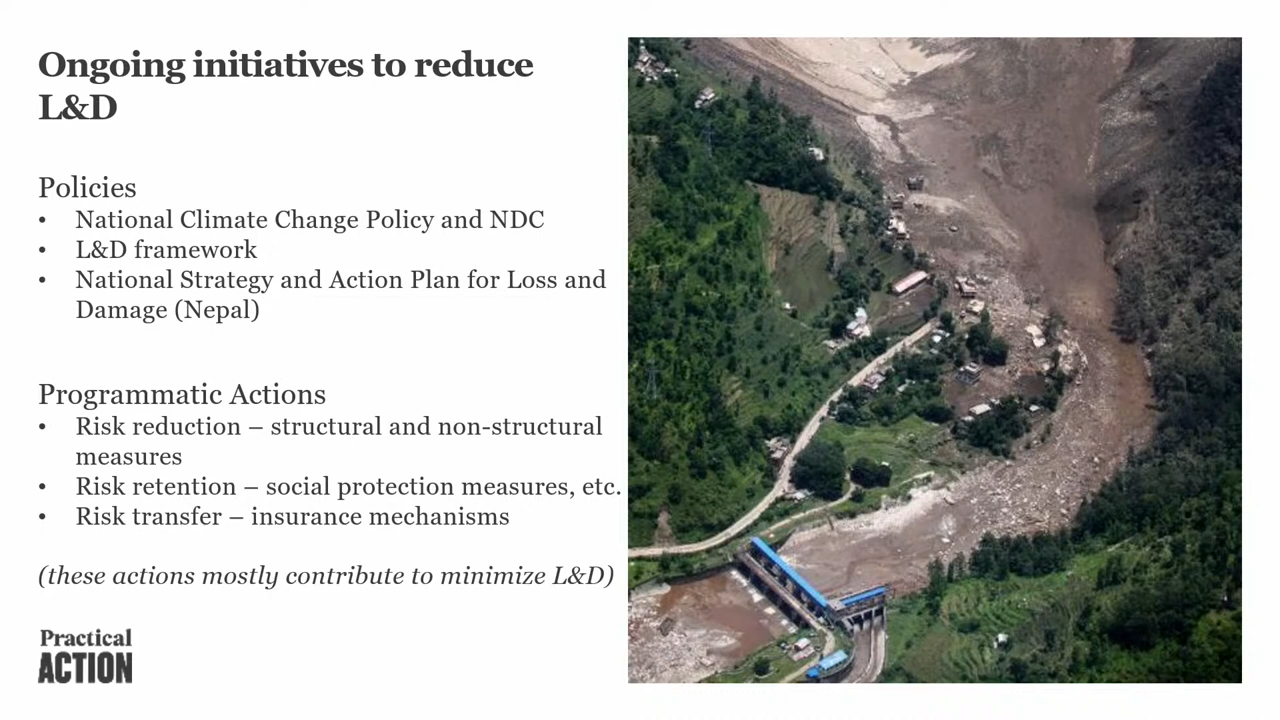 Ongoing initiatives to reduce
L&D
Policies
• National Climate Change Policy and NDC
• L&D framework
• National Strategy and Action Plan for Loss and
Damage (Nepal)
Programmatic Actions
• Risk reduction – structural and non-structural
measures
• Risk retention – social protection measures, etc.
• Risk transfer – insurance mechanisms
(these actions mostly contribute to minimize L&D)
Practical
ACTION